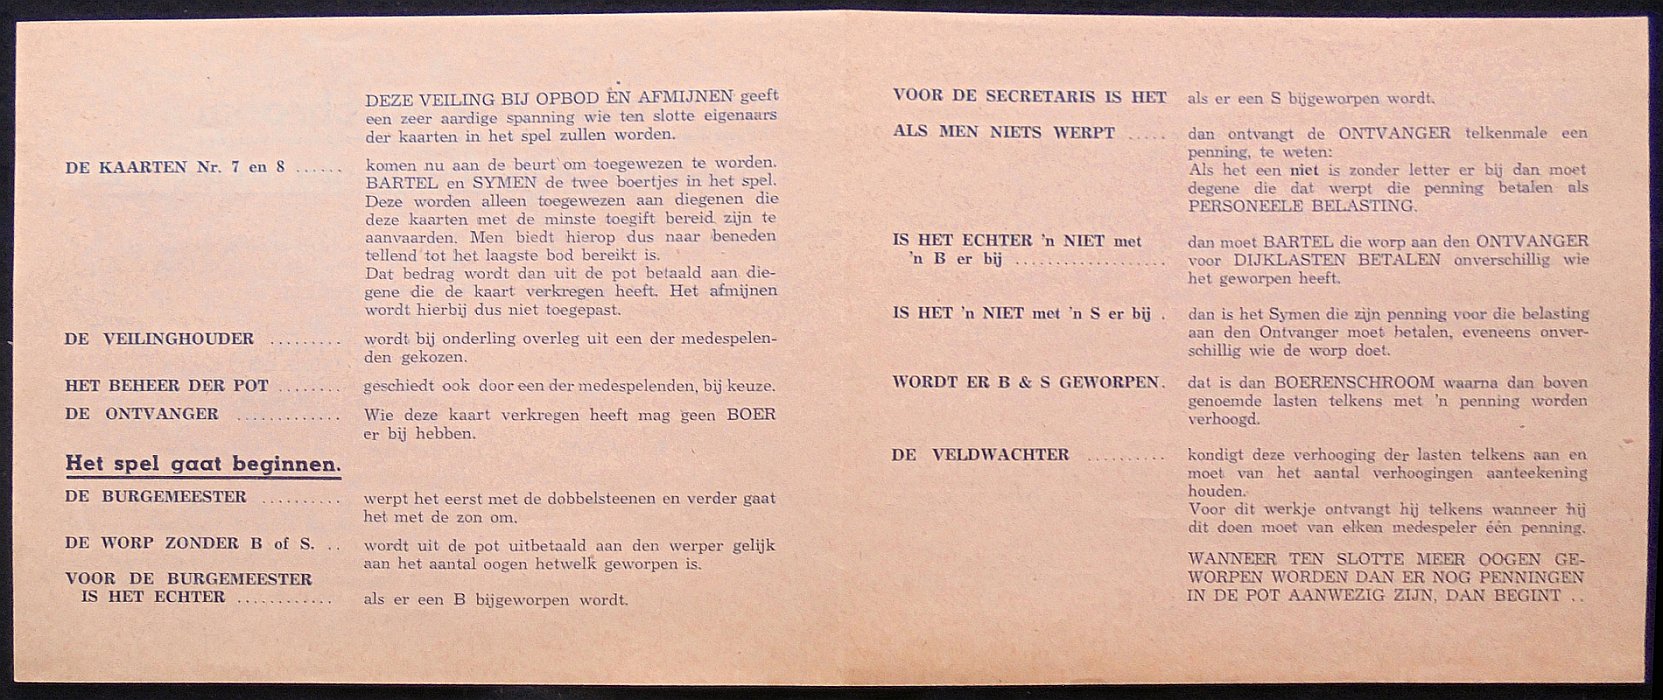 DEZE VEILING BIJ OPBOD EN AFMIJNEN geeft
een zeer aardige spanning wie ten slotte eigenaars
der kaarten in het spel zullen worden.
DE KAARTEN Nr. 7 en 8 ...... komen nu aan de beurt om toegewezen te worden.
BARTEL en SYMEN de twee boertjes in het spel.
Deze worden alleen toegewezen aan diegenen die
deze kaarten met de minste toegift bereid zijn te
aanvaarden. Men biedt hierop dus naar beneden
tellend tot het laagste bod bereikt is.
Dat bedrag wordt dan uit de pot betaald aan die-
gene die de kaart verkregen heeft. Het afmijnen
wordt hierbij dus niet toegepast.
DE VEILINGHOUDER ......... wordt bij onderling overleg uit een der medespelen-
den gekozen.
HET BEHEER DER POT ........ geschiedt ook door een der medespelenden, bij keuze.
DE ONTVANGER ............ Wie deze kaart verkregen heeft mag geen BOER
er bij hebben.
Het spel gaat beginnen.
DE BURGEMEESTER .......... werpt het eerst met de dobbelsteenen en verder gaat
het met de zon om.
DE WORP ZONDER B of S. .. wordt uit de pot uitbetaald aan den werper gelijk
aan het aantal oogen hetwelk geworpen is.
VOOR DE BURGEMEESTER
IS HET ECHTER ............ als er een B bijgeworpen wordt.
VOOR DE SECRETARIS IS HET als er een S bijgeworpen wordt.
ALS MEN NIETS WERPT ..... dan ontvangt de ONTVANGER telkenmale een
penning, te weten:
Als het een niet is zonder letter er bij dan moet
degene die dat werpt die penning betalen als
PERSONEELE BELASTING.
IS HET ECHTER 'n NIET met
'n B er bij ................... dan moet BARTEL die worp aan den ONTVANGER
voor DIJKLASTEN BETALEN onverschillig wie
het geworpen heeft.
IS HET 'n NIET met 'n S er bij . dan is het Symen die zijn penning voor die belasting
aan den Ontvanger moet betalen, eveneens onver-
schillig wie de worp doet.
WORDT ER B & S GEWORPEN. dat is dan BOERENSCHROOM waarna dan boven
genoemde lasten telkens met 'n penning worden
verhoogd.
DE VELDWACHTER .......... kondigt deze verhooging der lasten telkens aan en
moet van het aantal verhoogingen aanteekening
houden.
Voor dit werkje ontvangt hij telkens wanneer hij
dit doen moet van elken medespeler één penning.
WANNEER TEN SLOTTE MEER OOGEN GE-
WORPEN WORDEN DAN ER NOG PENNINGEN
IN DE POT AANWEZIG ZIJN, DAN BEGINT ..